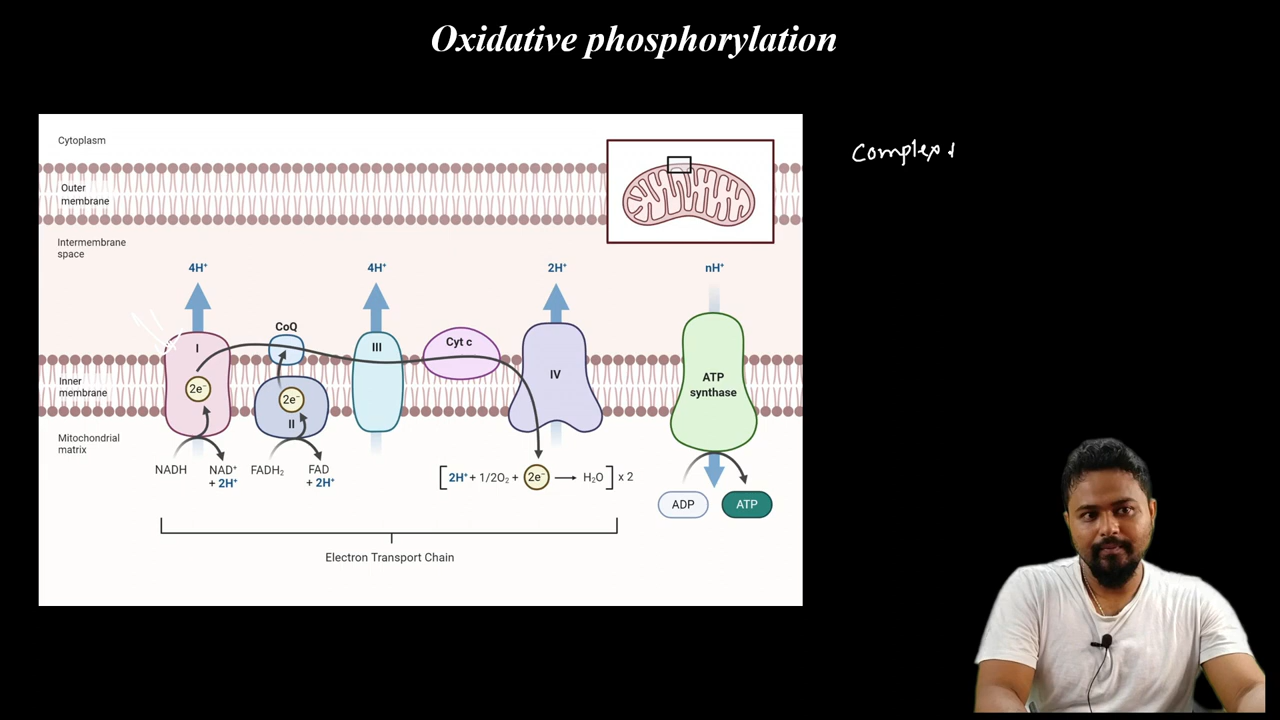 Oxidative phosphorylation
Cytoplasm
Outer
membrane
Intermembrane
space
4H⁺
4H⁺
2H⁺
nH⁺
CoQ
I
III
Cyt c
IV
ATP
synthase
Inner
membrane
2e⁻
2e⁻
II
Mitochondrial
matrix
NADH
NAD⁺
+ 2H⁺
FADH₂
FAD
+ 2H⁺
[2H⁺ + 1/2O₂ + 2e⁻ → H₂O] x 2
ADP
ATP
Electron Transport Chain
Complex